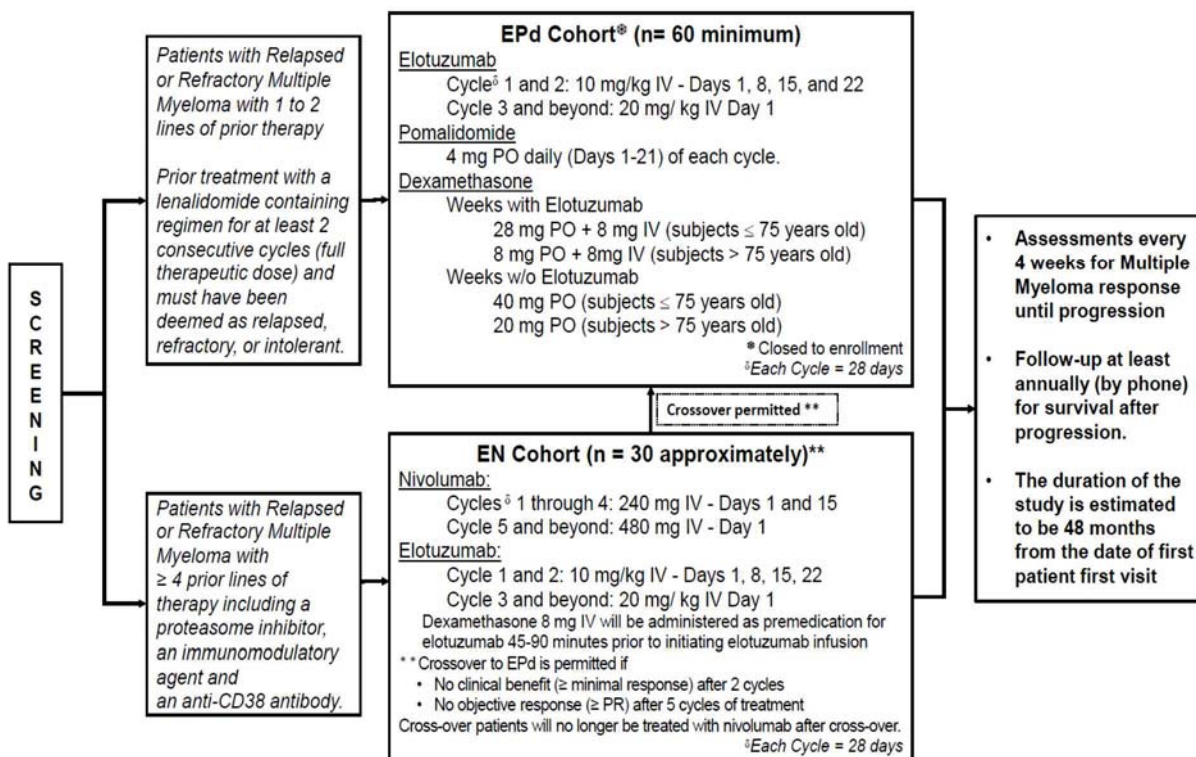 SCREENING
Patients with Relapsed
or Refractory Multiple
Myeloma with 1 to 2
lines of prior therapy
Prior treatment with a
lenalidomide containing
regimen for at least 2
consecutive cycles (full
therapeutic dose) and
must have been
deemed as relapsed,
refractory, or intolerant.
Patients with Relapsed
or Refractory Multiple
Myeloma with
≥ 4 prior lines of
therapy including a
proteasome inhibitor,
an immunomodulatory
agent and
an anti-CD38 antibody.
EPd Cohort* (n= 60 minimum)
Elotuzumab
Cycleᵟ 1 and 2: 10 mg/kg IV - Days 1, 8, 15, and 22
Cycle 3 and beyond: 20 mg/ kg IV Day 1
Pomalidomide
4 mg PO daily (Days 1-21) of each cycle.
Dexamethasone
Weeks with Elotuzumab
28 mg PO + 8 mg IV (subjects ≤ 75 years old)
8 mg PO + 8mg IV (subjects > 75 years old)
Weeks w/o Elotuzumab
40 mg PO (subjects ≤ 75 years old)
20 mg PO (subjects > 75 years old)
* Closed to enrollment
ᵟEach Cycle = 28 days
Crossover permitted **
EN Cohort (n = 30 approximately)**
Nivolumab:
Cyclesᵟ 1 through 4: 240 mg IV - Days 1 and 15
Cycle 5 and beyond: 480 mg IV - Day 1
Elotuzumab:
Cycle 1 and 2: 10 mg/kg IV - Days 1, 8, 15, 22
Cycle 3 and beyond: 20 mg/ kg IV Day 1
Dexamethasone 8 mg IV will be administered as premedication for
elotuzumab 45-90 minutes prior to initiating elotuzumab infusion
**Crossover to EPd is permitted if
• No clinical benefit (≥ minimal response) after 2 cycles
• No objective response (≥ PR) after 5 cycles of treatment
Cross-over patients will no longer be treated with nivolumab after cross-over.
ᵟEach Cycle = 28 days
• Assessments every
4 weeks for Multiple
Myeloma response
until progression
• Follow-up at least
annually (by phone)
for survival after
progression.
• The duration of the
study is estimated
to be 48 months
from the date of first
patient first visit